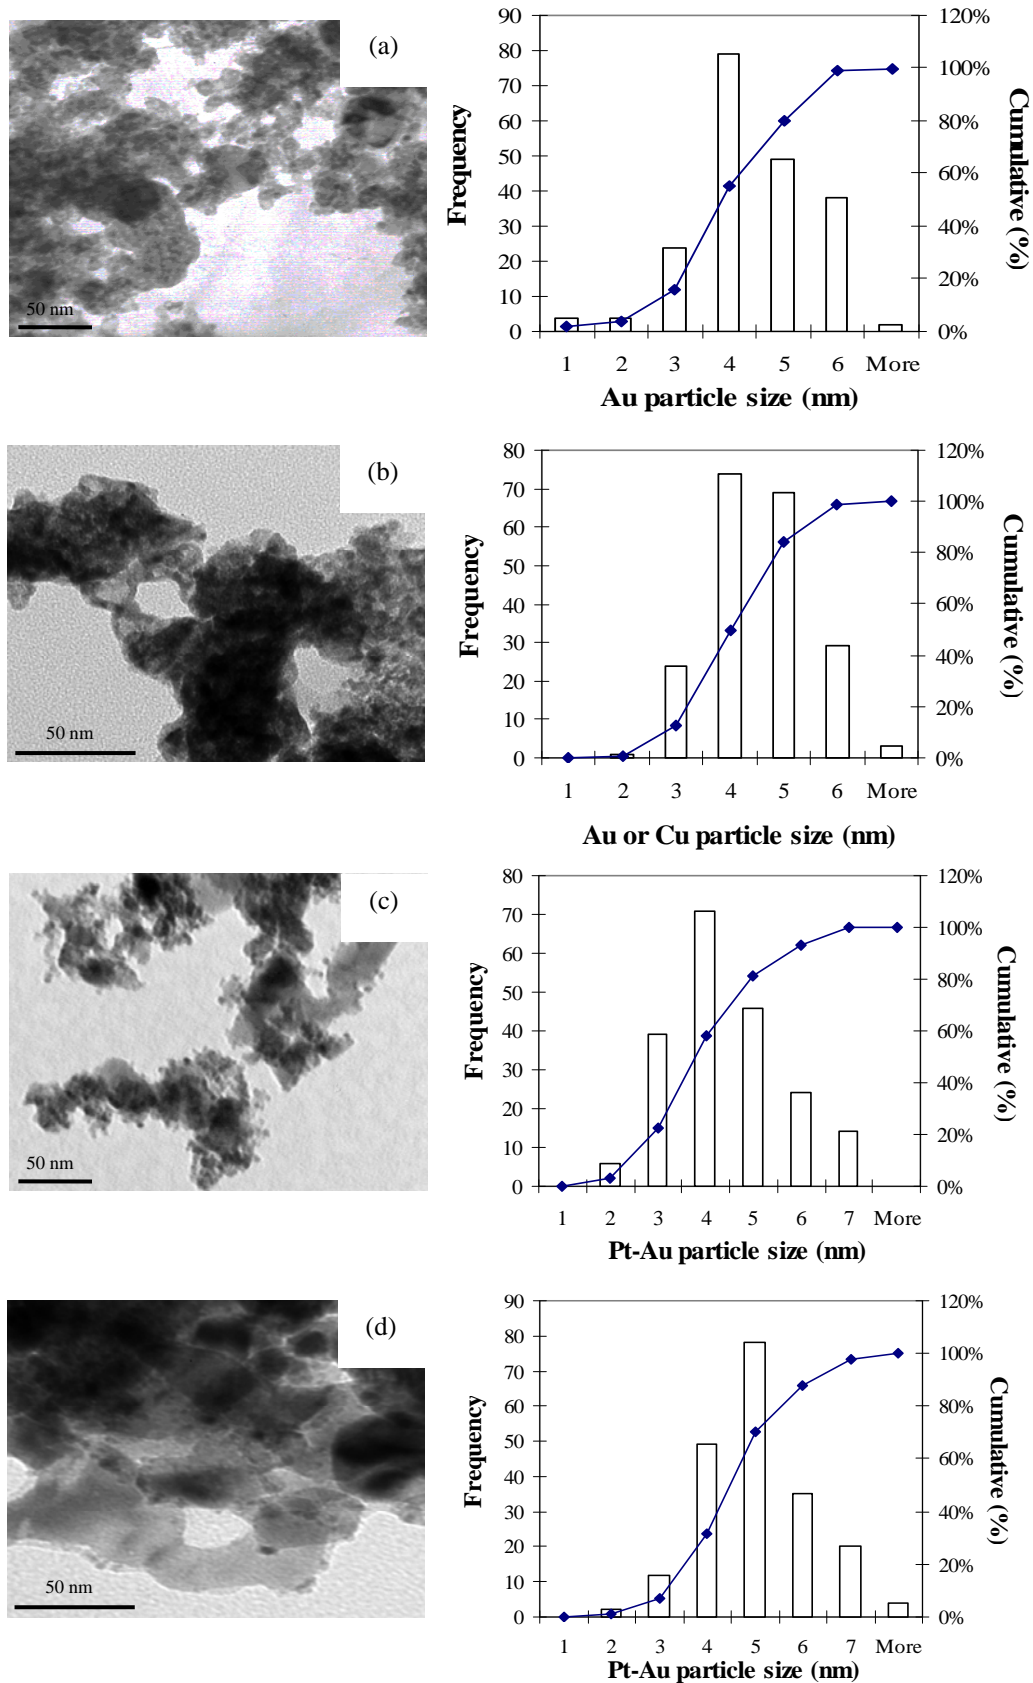 (a)
50 nm
90
80
70
60
50
40
30
20
10
0
Frequency
120%
100%
80%
60%
40%
20%
0%
Cumulative (%)
1 2 3 4 5 6 More
Au particle size (nm)
(b)
50 nm
80
70
60
50
40
30
20
10
0
Frequency
120%
100%
80%
60%
40%
20%
0%
Cumulative (%)
1 2 3 4 5 6 More
Au or Cu particle size (nm)
(c)
50 nm
80
70
60
50
40
30
20
10
0
Frequency
120%
100%
80%
60%
40%
20%
0%
Cumulative (%)
1 2 3 4 5 6 7 More
Pt-Au particle size (nm)
(d)
50 nm
90
80
70
60
50
40
30
20
10
0
Frequency
120%
100%
80%
60%
40%
20%
0%
Cumulative (%)
1 2 3 4 5 6 7 More
Pt-Au particle size (nm)